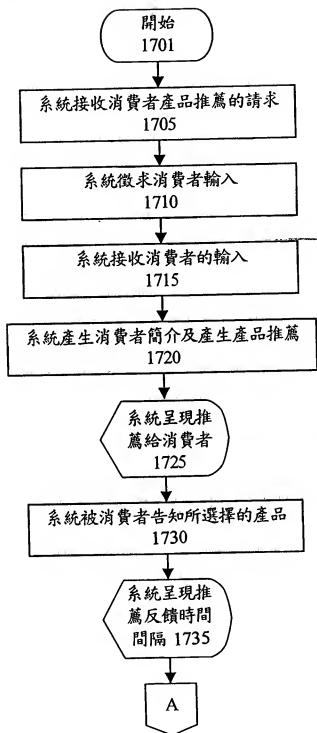 開始
1701
系統接收消費者產品推薦的請求
1705
系統徵求消費者輸入
1710
系統接收消費者的輸入
1715
系統產生消費者簡介及產生產品推薦
1720
系統呈現推
薦給消費者
1725
系統被消費者告知所選擇的產品
1730
系統呈現推
薦反饋時間
間隔 1735
A